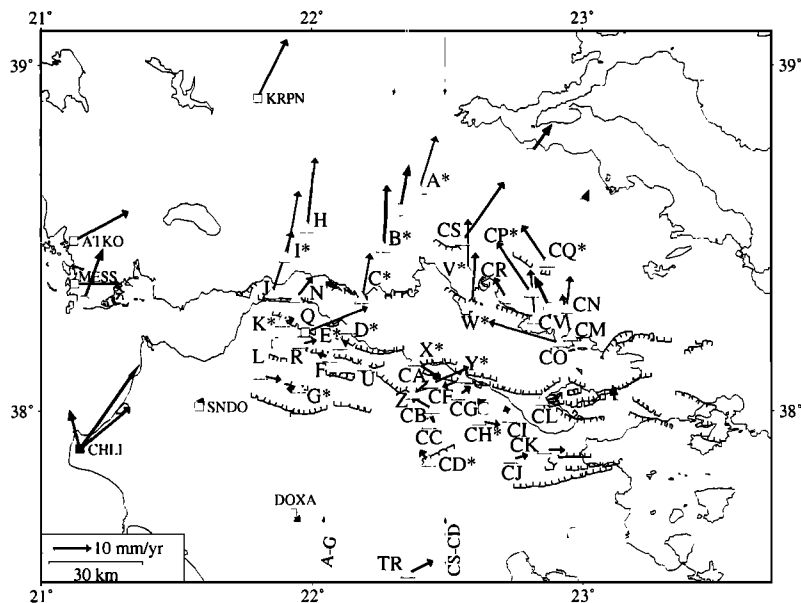 21° 22° 23°
39° 39°
KRPN
A*
H
CS
CP*
I*
B*
CQ*
MESS
V*
CR
C*
J
N
CN
Q
W*
CV
CM
K*
E*
D*
CO
L
R
X*
Y*
F
CA
U
38° 38°
G*
Z
CF
SNDO
CB
CG
CL
CI
CHLI
CC
CH*
CK
CD*
CJ
DOXA
10 mm/yr
A-G
TR
CS-CD
30 km
21° 22° 23°